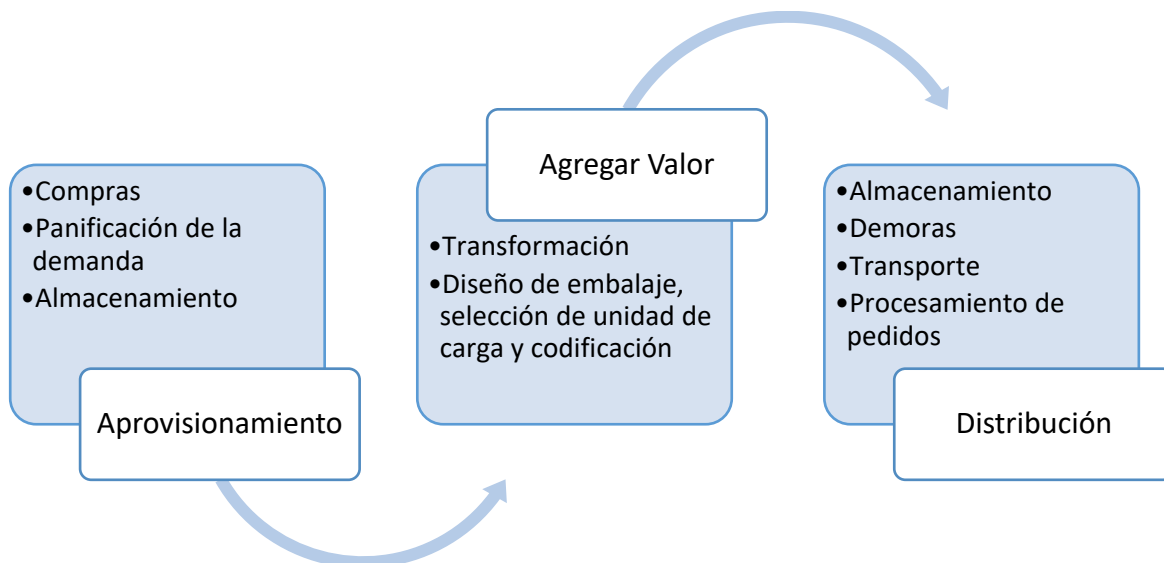 •Compras
•Panificación de la
demanda
•Almacenamiento
Aprovisionamiento
Agregar Valor
•Transformación
•Diseño de embalaje,
selección de unidad de
carga y codificación
•Almacenamiento
•Demoras
•Transporte
•Procesamiento de
pedidos
Distribución